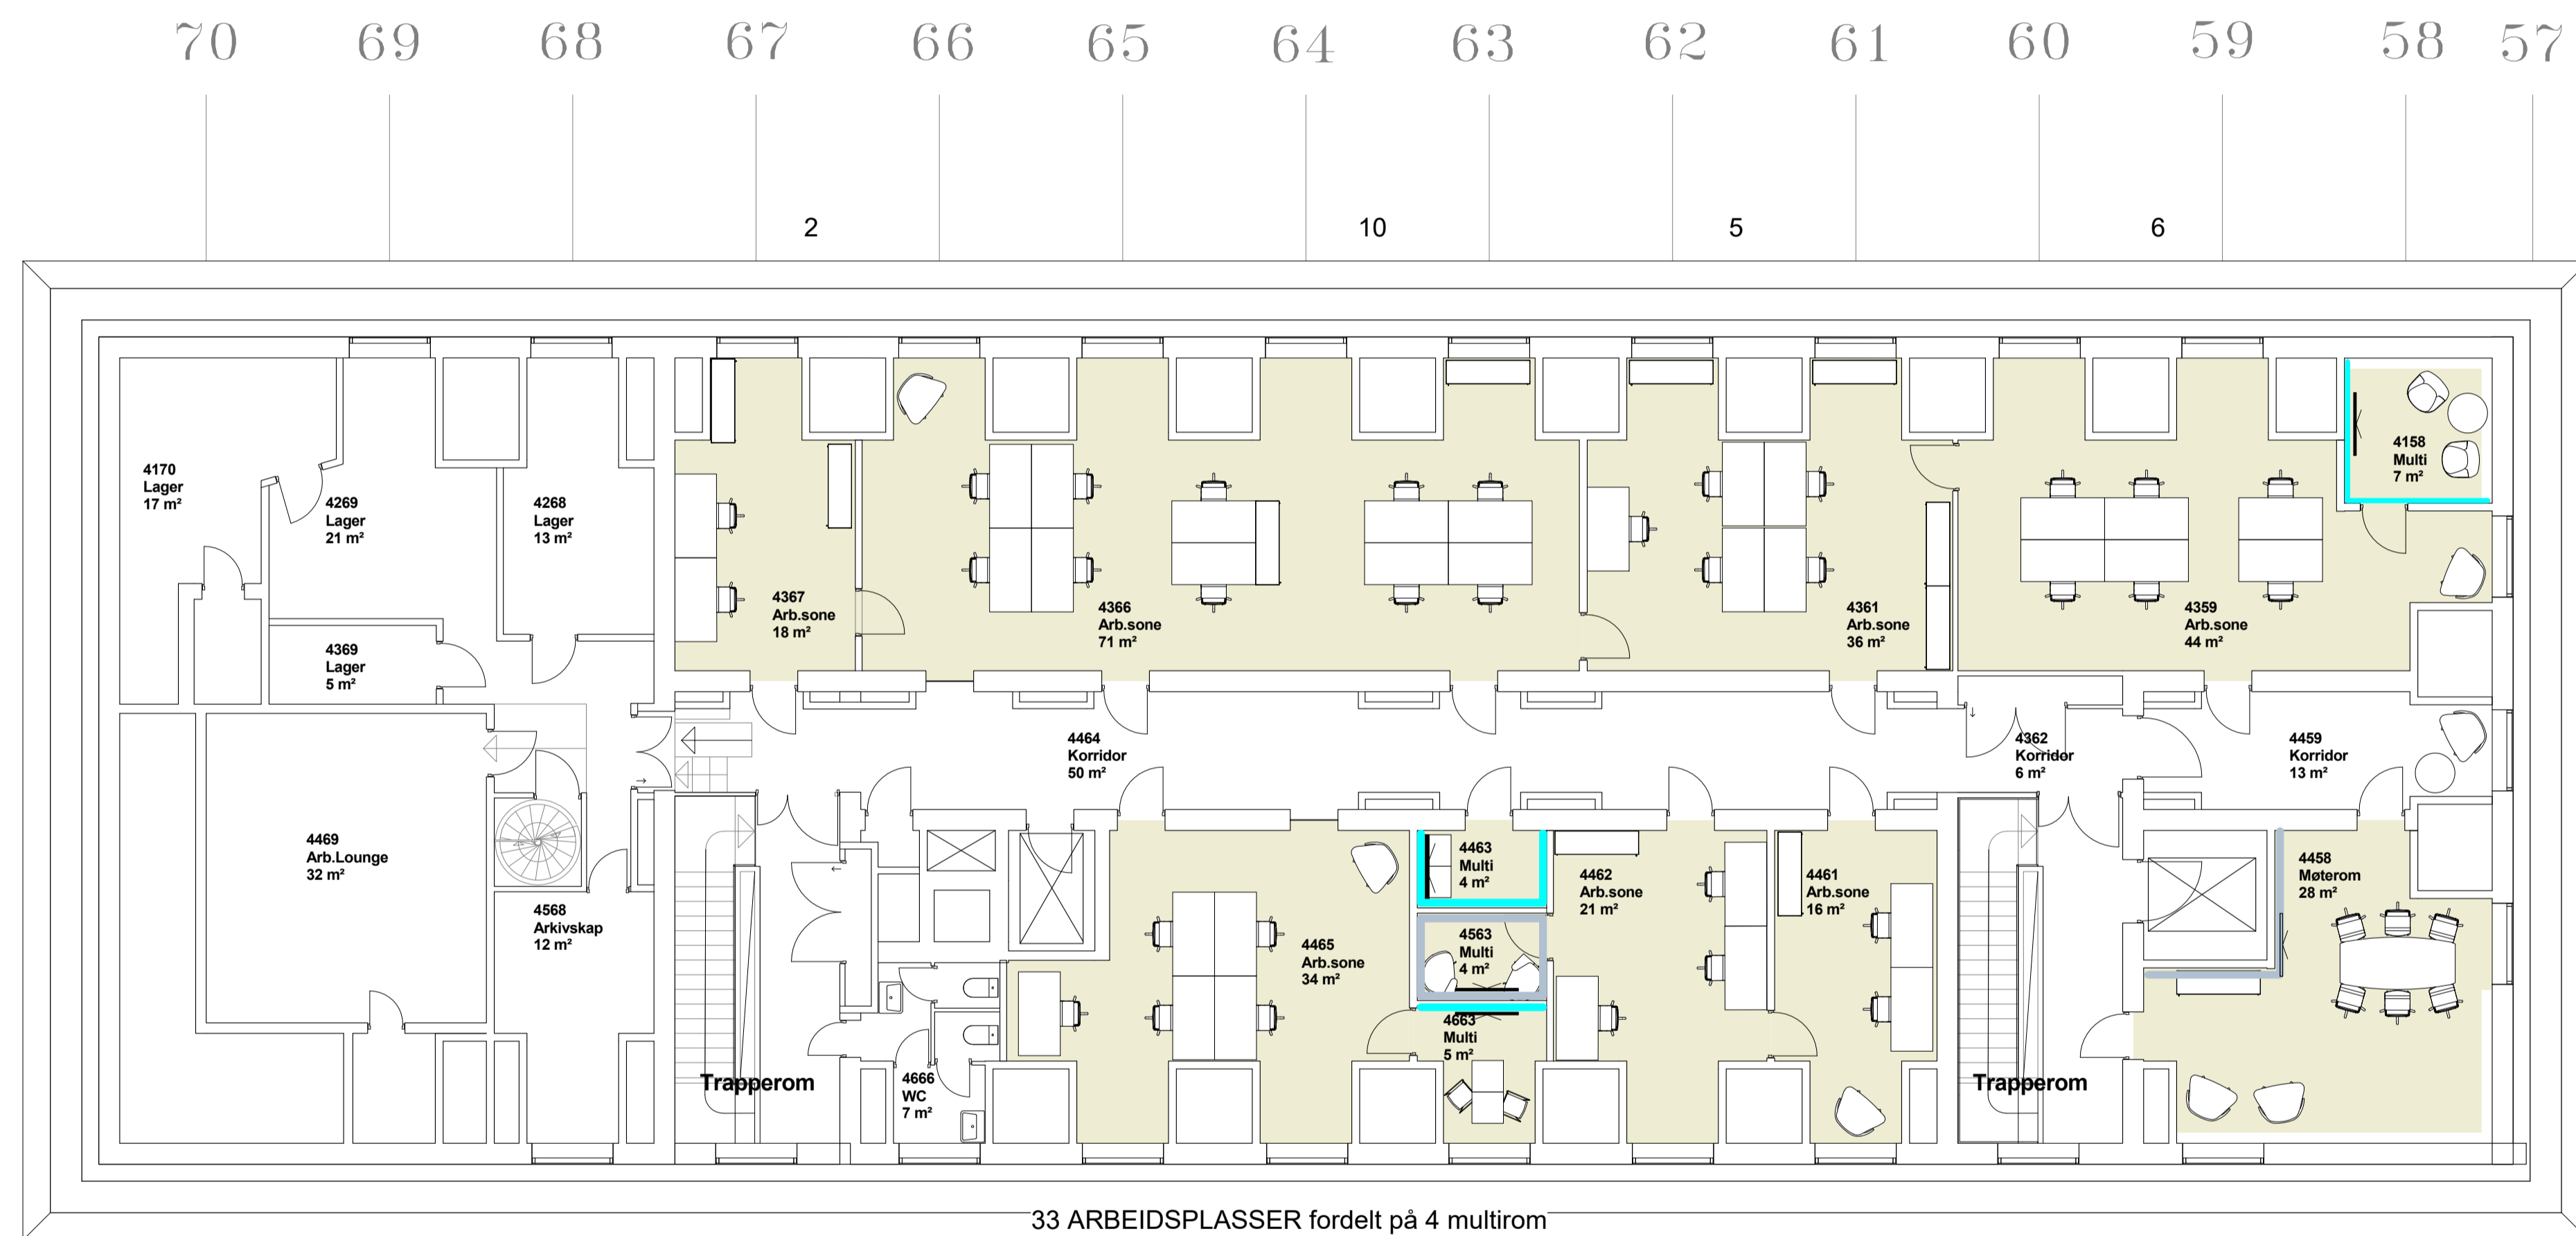 70 69 68 67 66 65 64 63 62 61 60 59 58 57
2 10 5 6
4170
Lager
17 m²
4269
Lager
21 m²
4268
Lager
13 m²
4369
Lager
5 m²
4367
Arb.sone
18 m²
4366
Arb.sone
71 m²
4361
Arb.sone
36 m²
4359
Arb.sone
44 m²
4158
Multi
7 m²
4464
Korridor
50 m²
4362
Korridor
6 m²
4459
Korridor
13 m²
4469
Arb.Lounge
32 m²
4568
Arkivskap
12 m²
Trapperom
4666
WC
7 m²
4465
Arb.sone
34 m²
4463
Multi
4 m²
4563
Multi
4 m²
4663
Multi
5 m²
4462
Arb.sone
21 m²
4461
Arb.sone
16 m²
Trapperom
4458
Møterom
28 m²
33 ARBEIDSPLASSER fordelt på 4 multirom